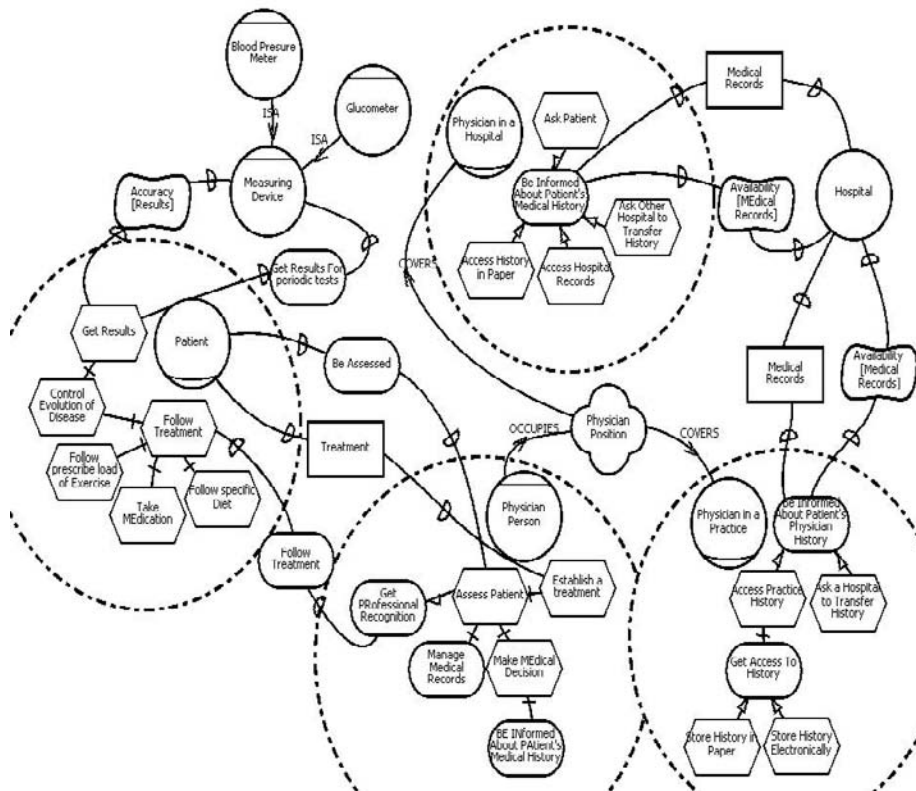 Blood Presure
Meter
Glucometer
ISA
ISA
Measuring
Device
Accuracy
[Results]
Get Results For
periodic tests
Get Results
Patient
Control
Evolution of
Disease
Follow
Treatment
Follow
prescribe load
of Exercise
Take
MEdication
Follow specific
Diet
Be Assessed
Treatment
Follow
Treatment
Physician in a
Hospital
Ask Patient
Be Informed
About Patient's
Medical History
Ask Other
Hospital to
Transfer
History
Access History
in Paper
Access Hospital
Records
Medical
Records
Availability
[MEdical
Records]
Hospital
COVERS
Physician
Position
OCCUPIES
COVERS
Medical
Records
Availability
[Medical
Records]
Physician
Person
Get
PRofessional
Recognition
Assess Patient
Establish a
treatment
Manage
Medical
Records
Make MEdical
Decision
BE INformed
About PAtient's
Medical History
Physician in a
Practice
Be Informed
About Patient's
Physician
History
Access Practice
History
Ask a Hospital
to Transfer
History
Get Access To
History
Store History in
Paper
Store History
Electronically